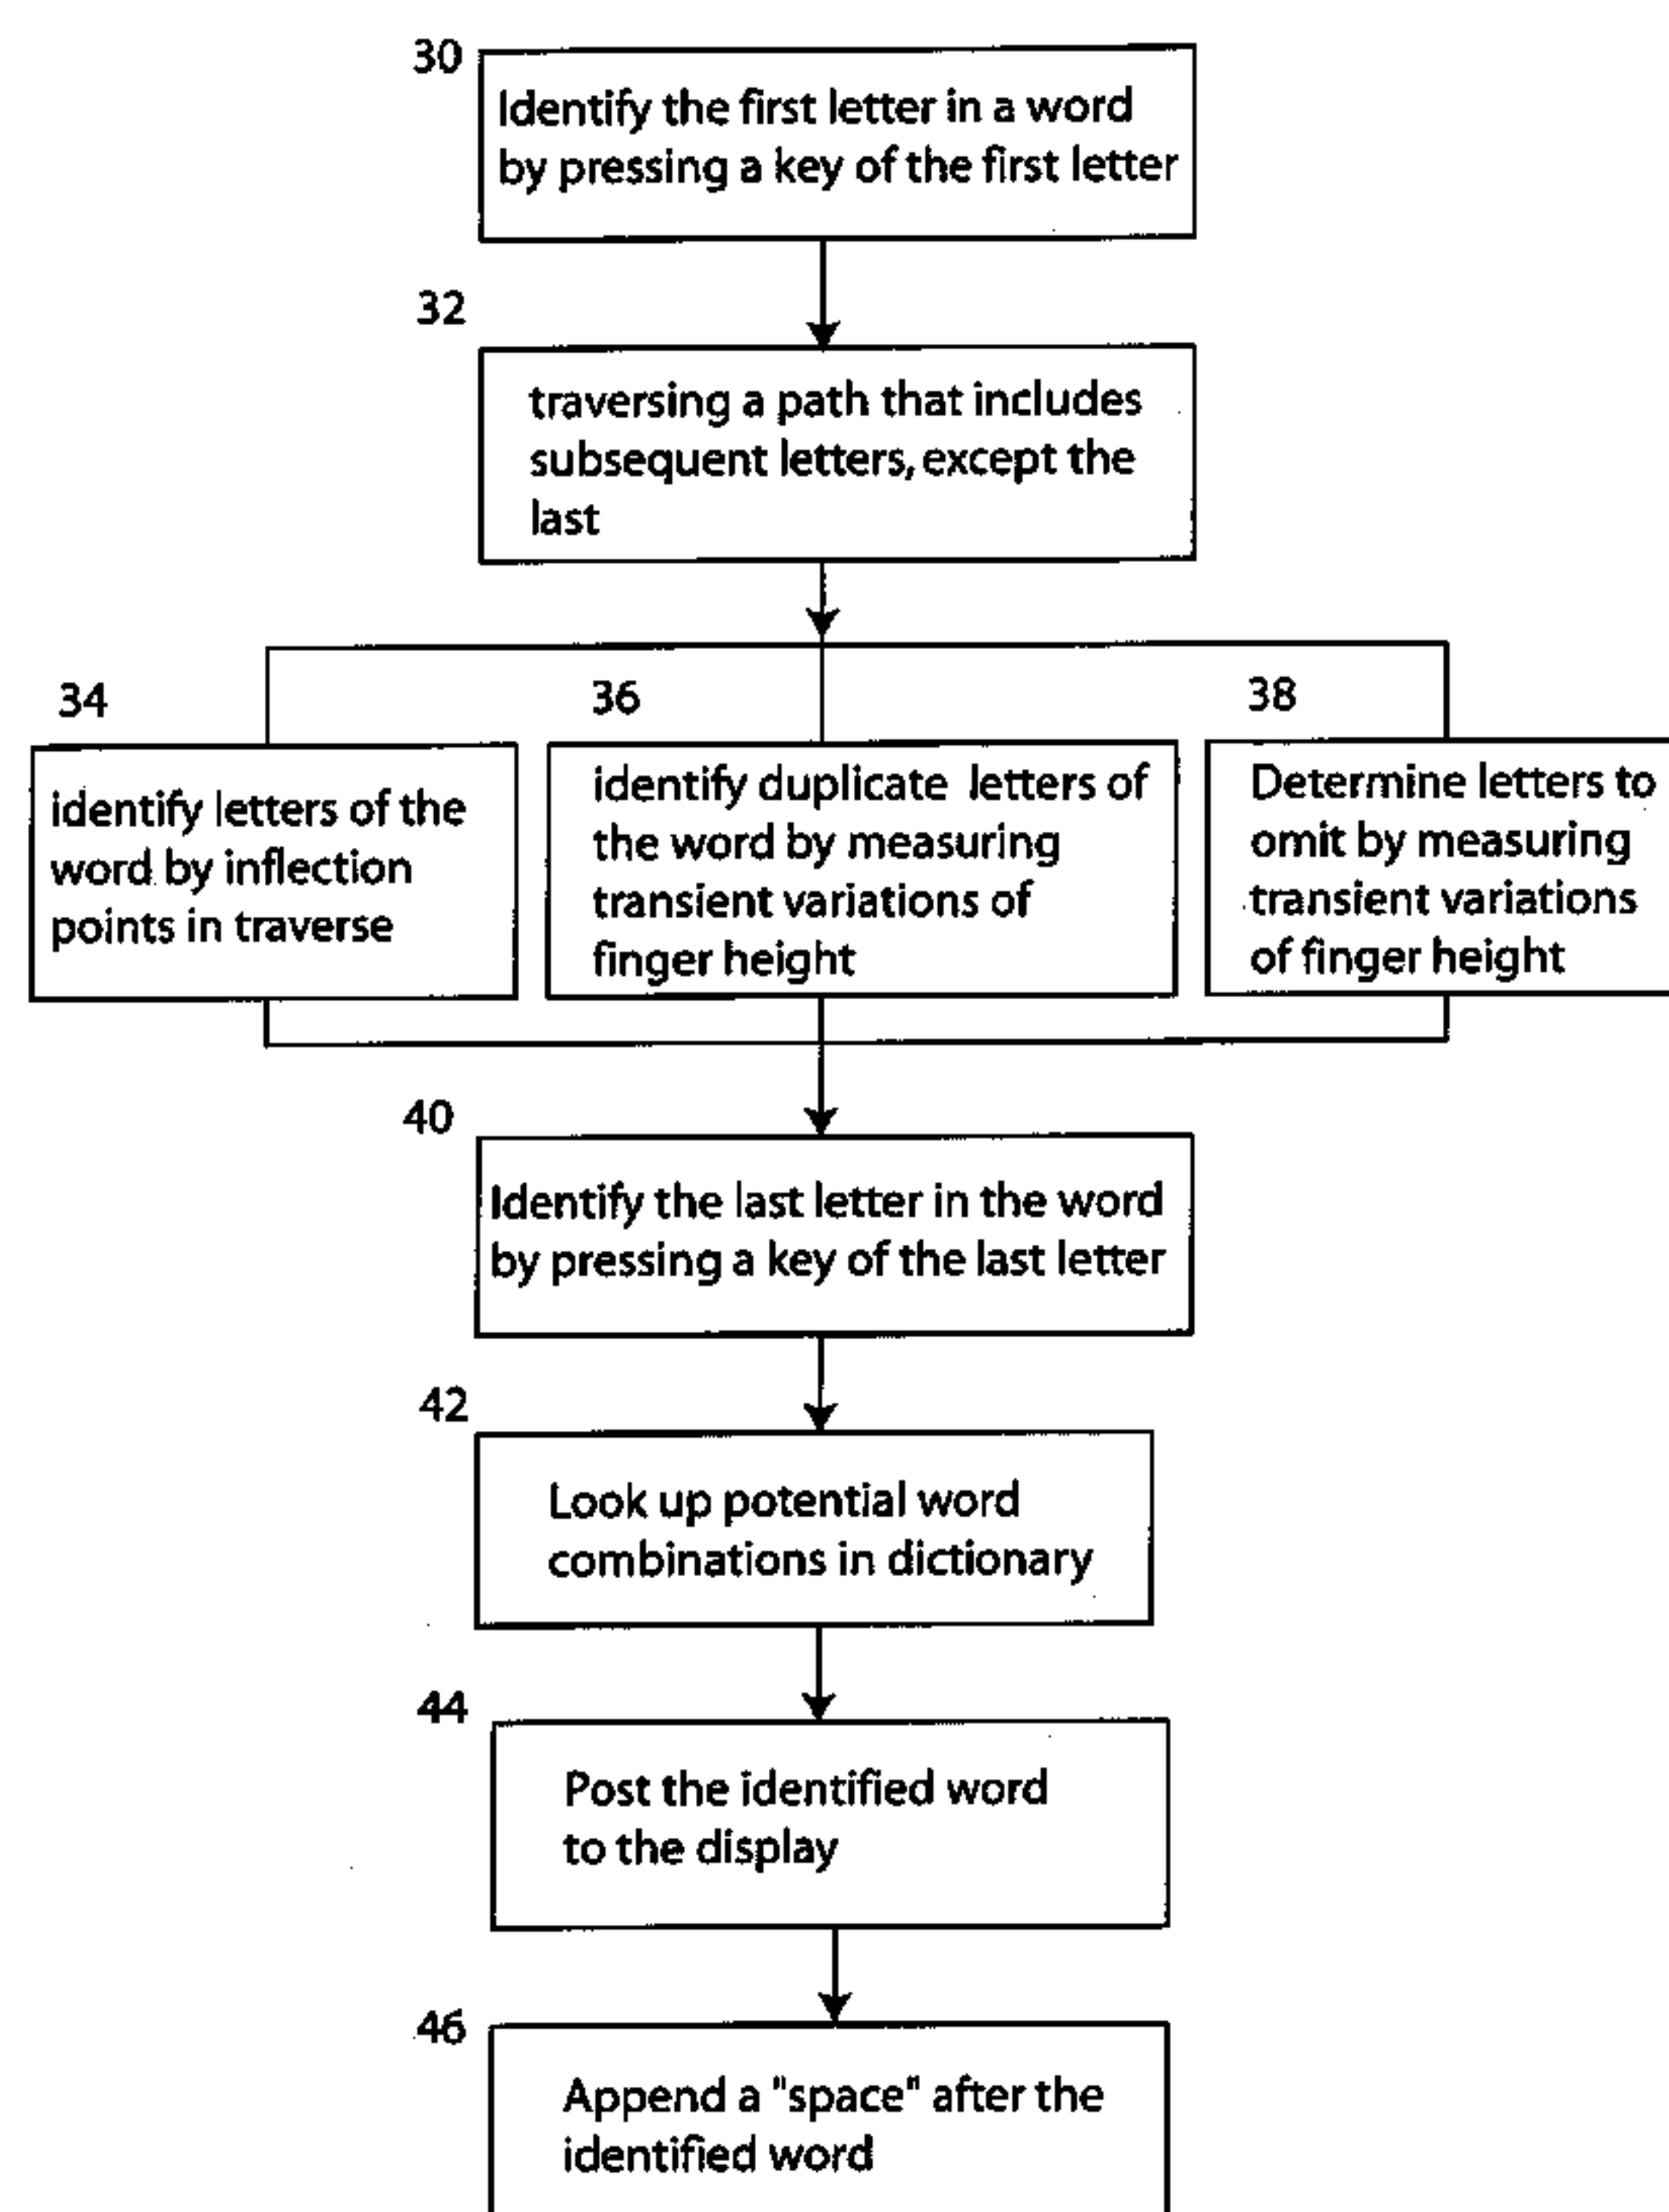 30
Identify the first letter in a word
by pressing a key of the first letter
32
traversing a path that includes
subsequent letters, except the
last
34
identify letters of the
word by inflection
points in traverse
36
identify duplicate letters of
the word by measuring
transient variations of
finger height
38
Determine letters to
omit by measuring
transient variations
of finger height
40
Identify the last letter in the word
by pressing a key of the last letter
42
Look up potential word
combinations in dictionary
44
Post the identified word
to the display
46
Append a "space" after the
identified word